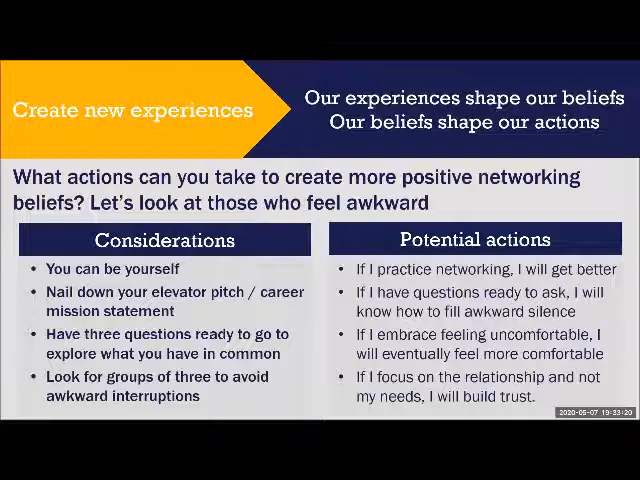 Create new experiences
Our experiences shape our beliefs
Our beliefs shape our actions
What actions can you take to create more positive networking
beliefs? Let's look at those who feel awkward
Considerations
• You can be yourself
• Nail down your elevator pitch / career
mission statement
• Have three questions ready to go to
explore what you have in common
• Look for groups of three to avoid
awkward interruptions
Potential actions
• If I practice networking, I will get better
• If I have questions ready to ask, I will
know how to fill awkward silence
• If I embrace feeling uncomfortable, I
will eventually feel more comfortable
• If I focus on the relationship and not
my needs, I will build trust.
2020-05-07 19:33:20